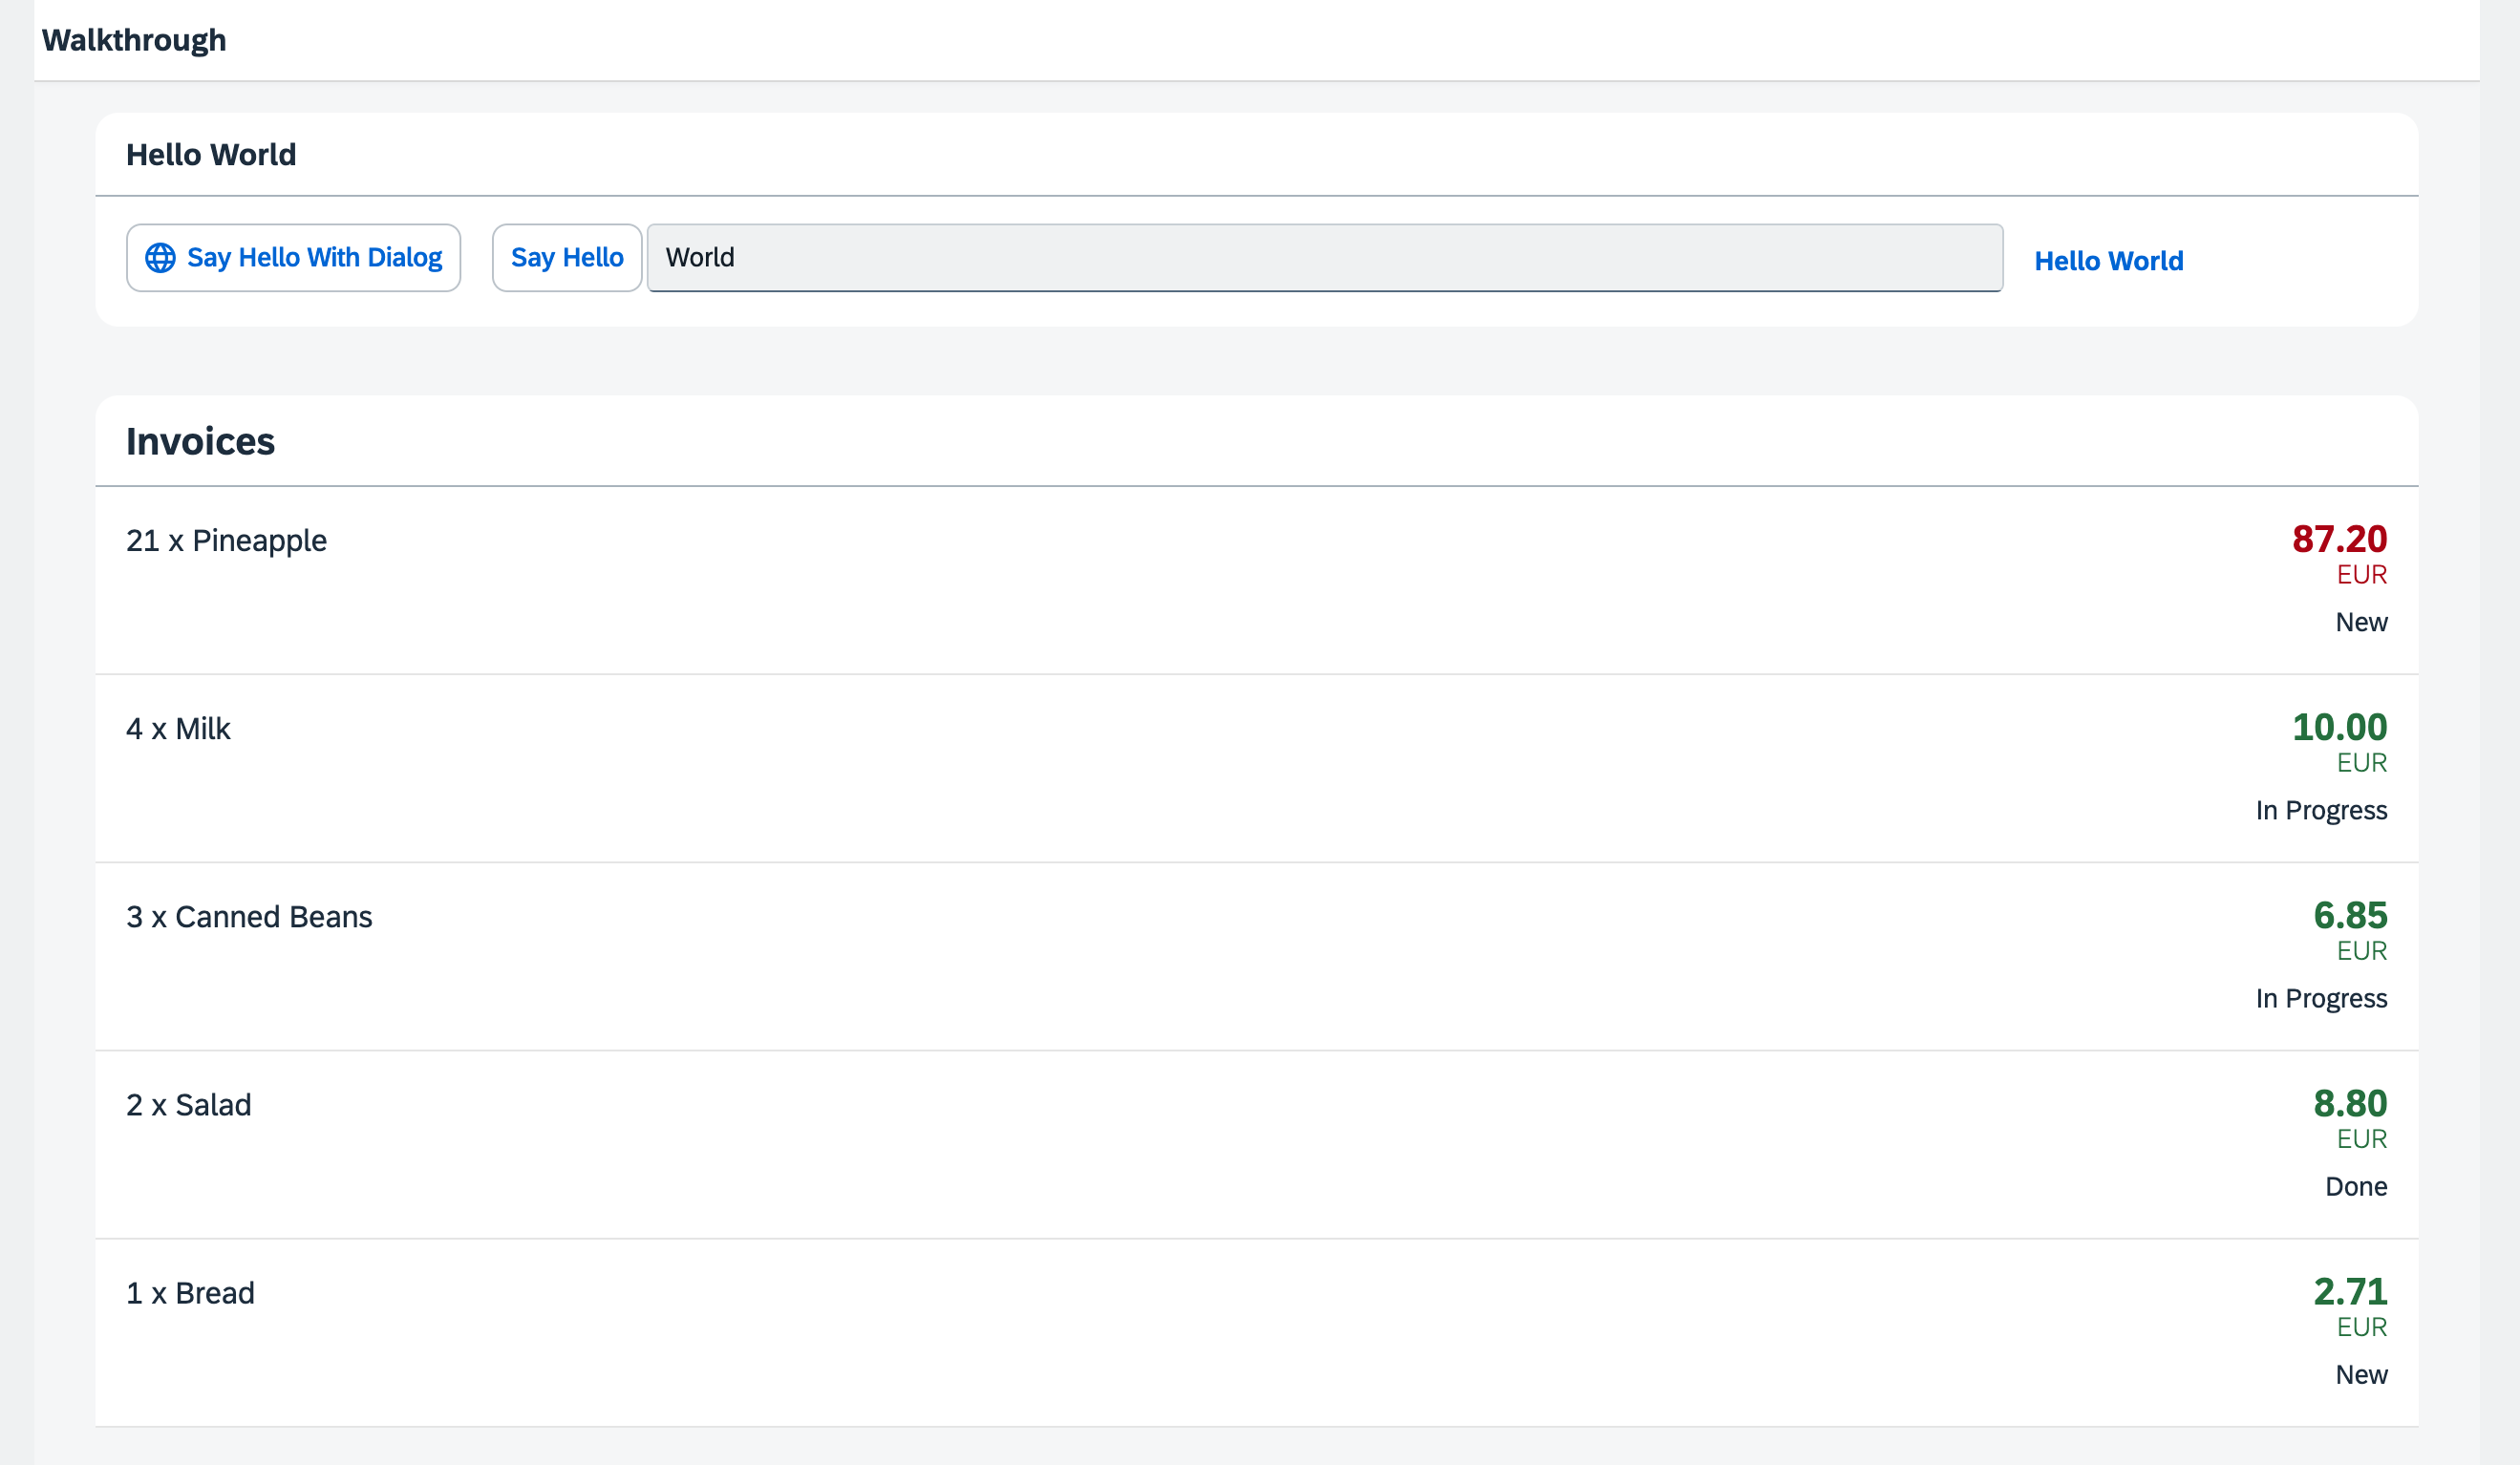 Walkthrough
Hello World
Say Hello With Dialog
Say Hello
World
Hello World
Invoices
21 x Pineapple
87.20
EUR
New
4 x Milk
10.00
EUR
In Progress
3 x Canned Beans
6.85
EUR
In Progress
2 x Salad
8.80
EUR
Done
1 x Bread
2.71
EUR
New